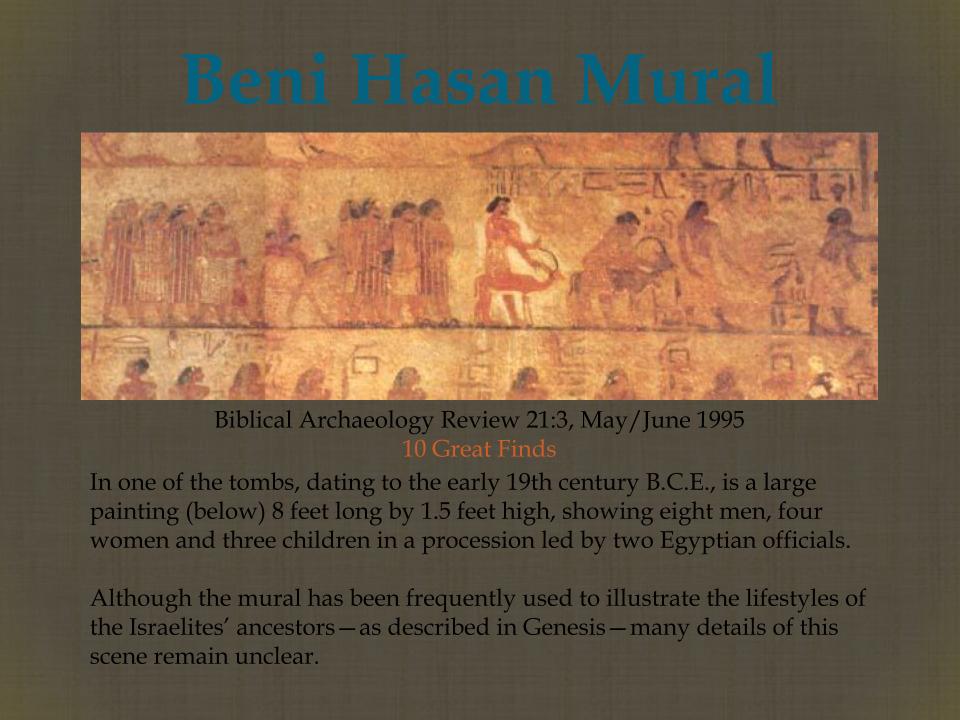 Beni Hasan Mural
Biblical Archaeology Review 21:3, May/June 1995
10 Great Finds
In one of the tombs, dating to the early 19th century B.C.E., is a large
painting (below) 8 feet long by 1.5 feet high, showing eight men, four
women and three children in a procession led by two Egyptian officials.
Although the mural has been frequently used to illustrate the lifestyles of
the Israelites’ ancestors—as described in Genesis—many details of this
scene remain unclear.